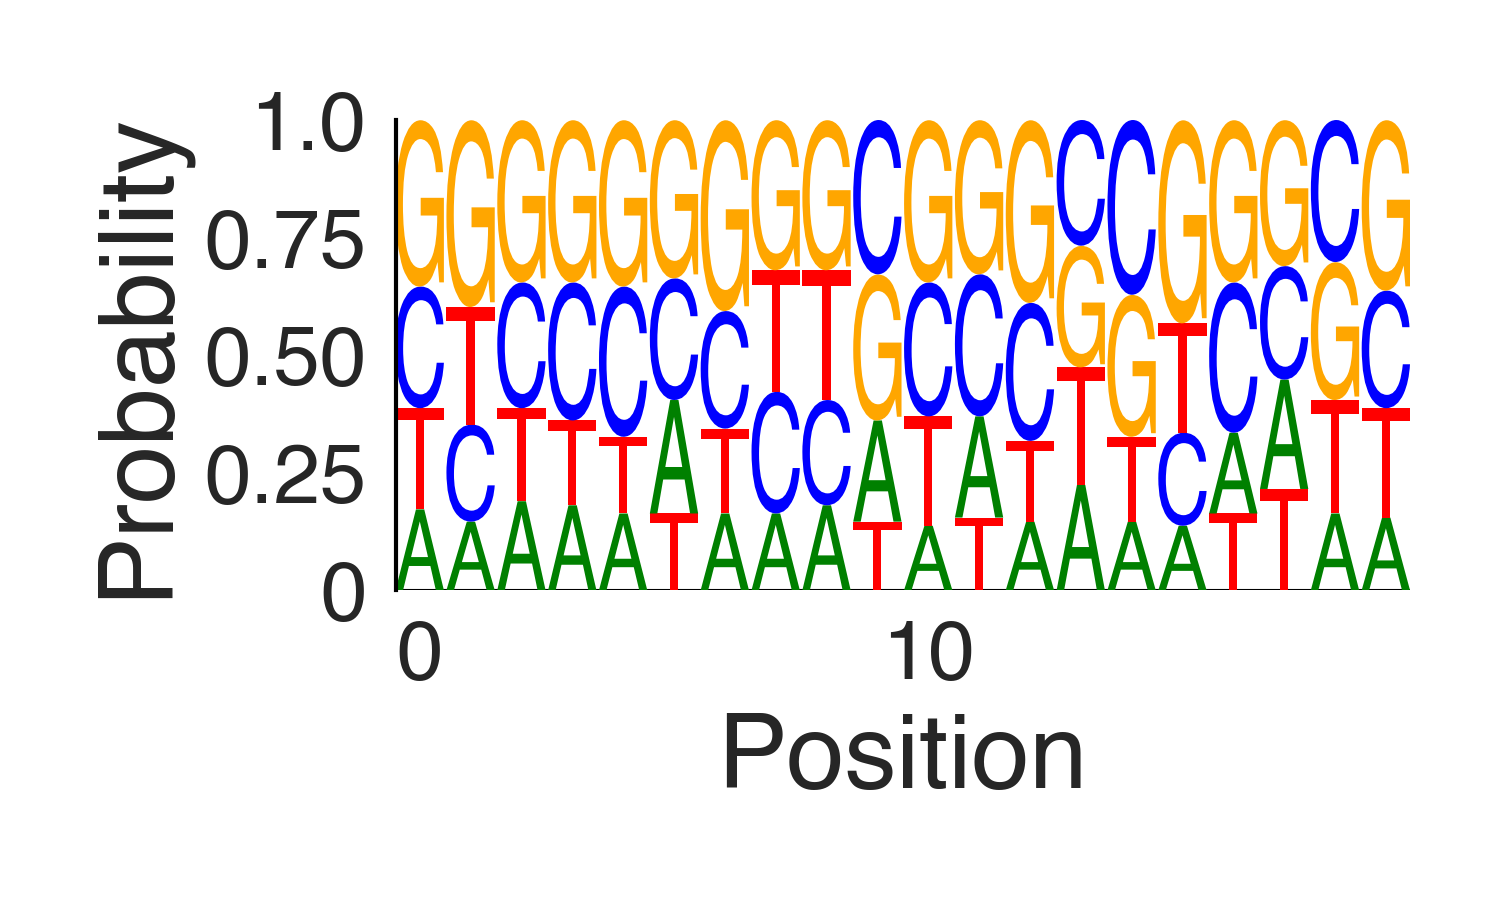 Probability
1.0
0.75
0.50
0.25
0
GGGGGGGGGCGGGCCGGGCG
CTCCCCCTTGCCCGGTCCGC
TCTTTATCCATATTTCAATT
AAAAATAAATATAAAATTAA
0 10
Position